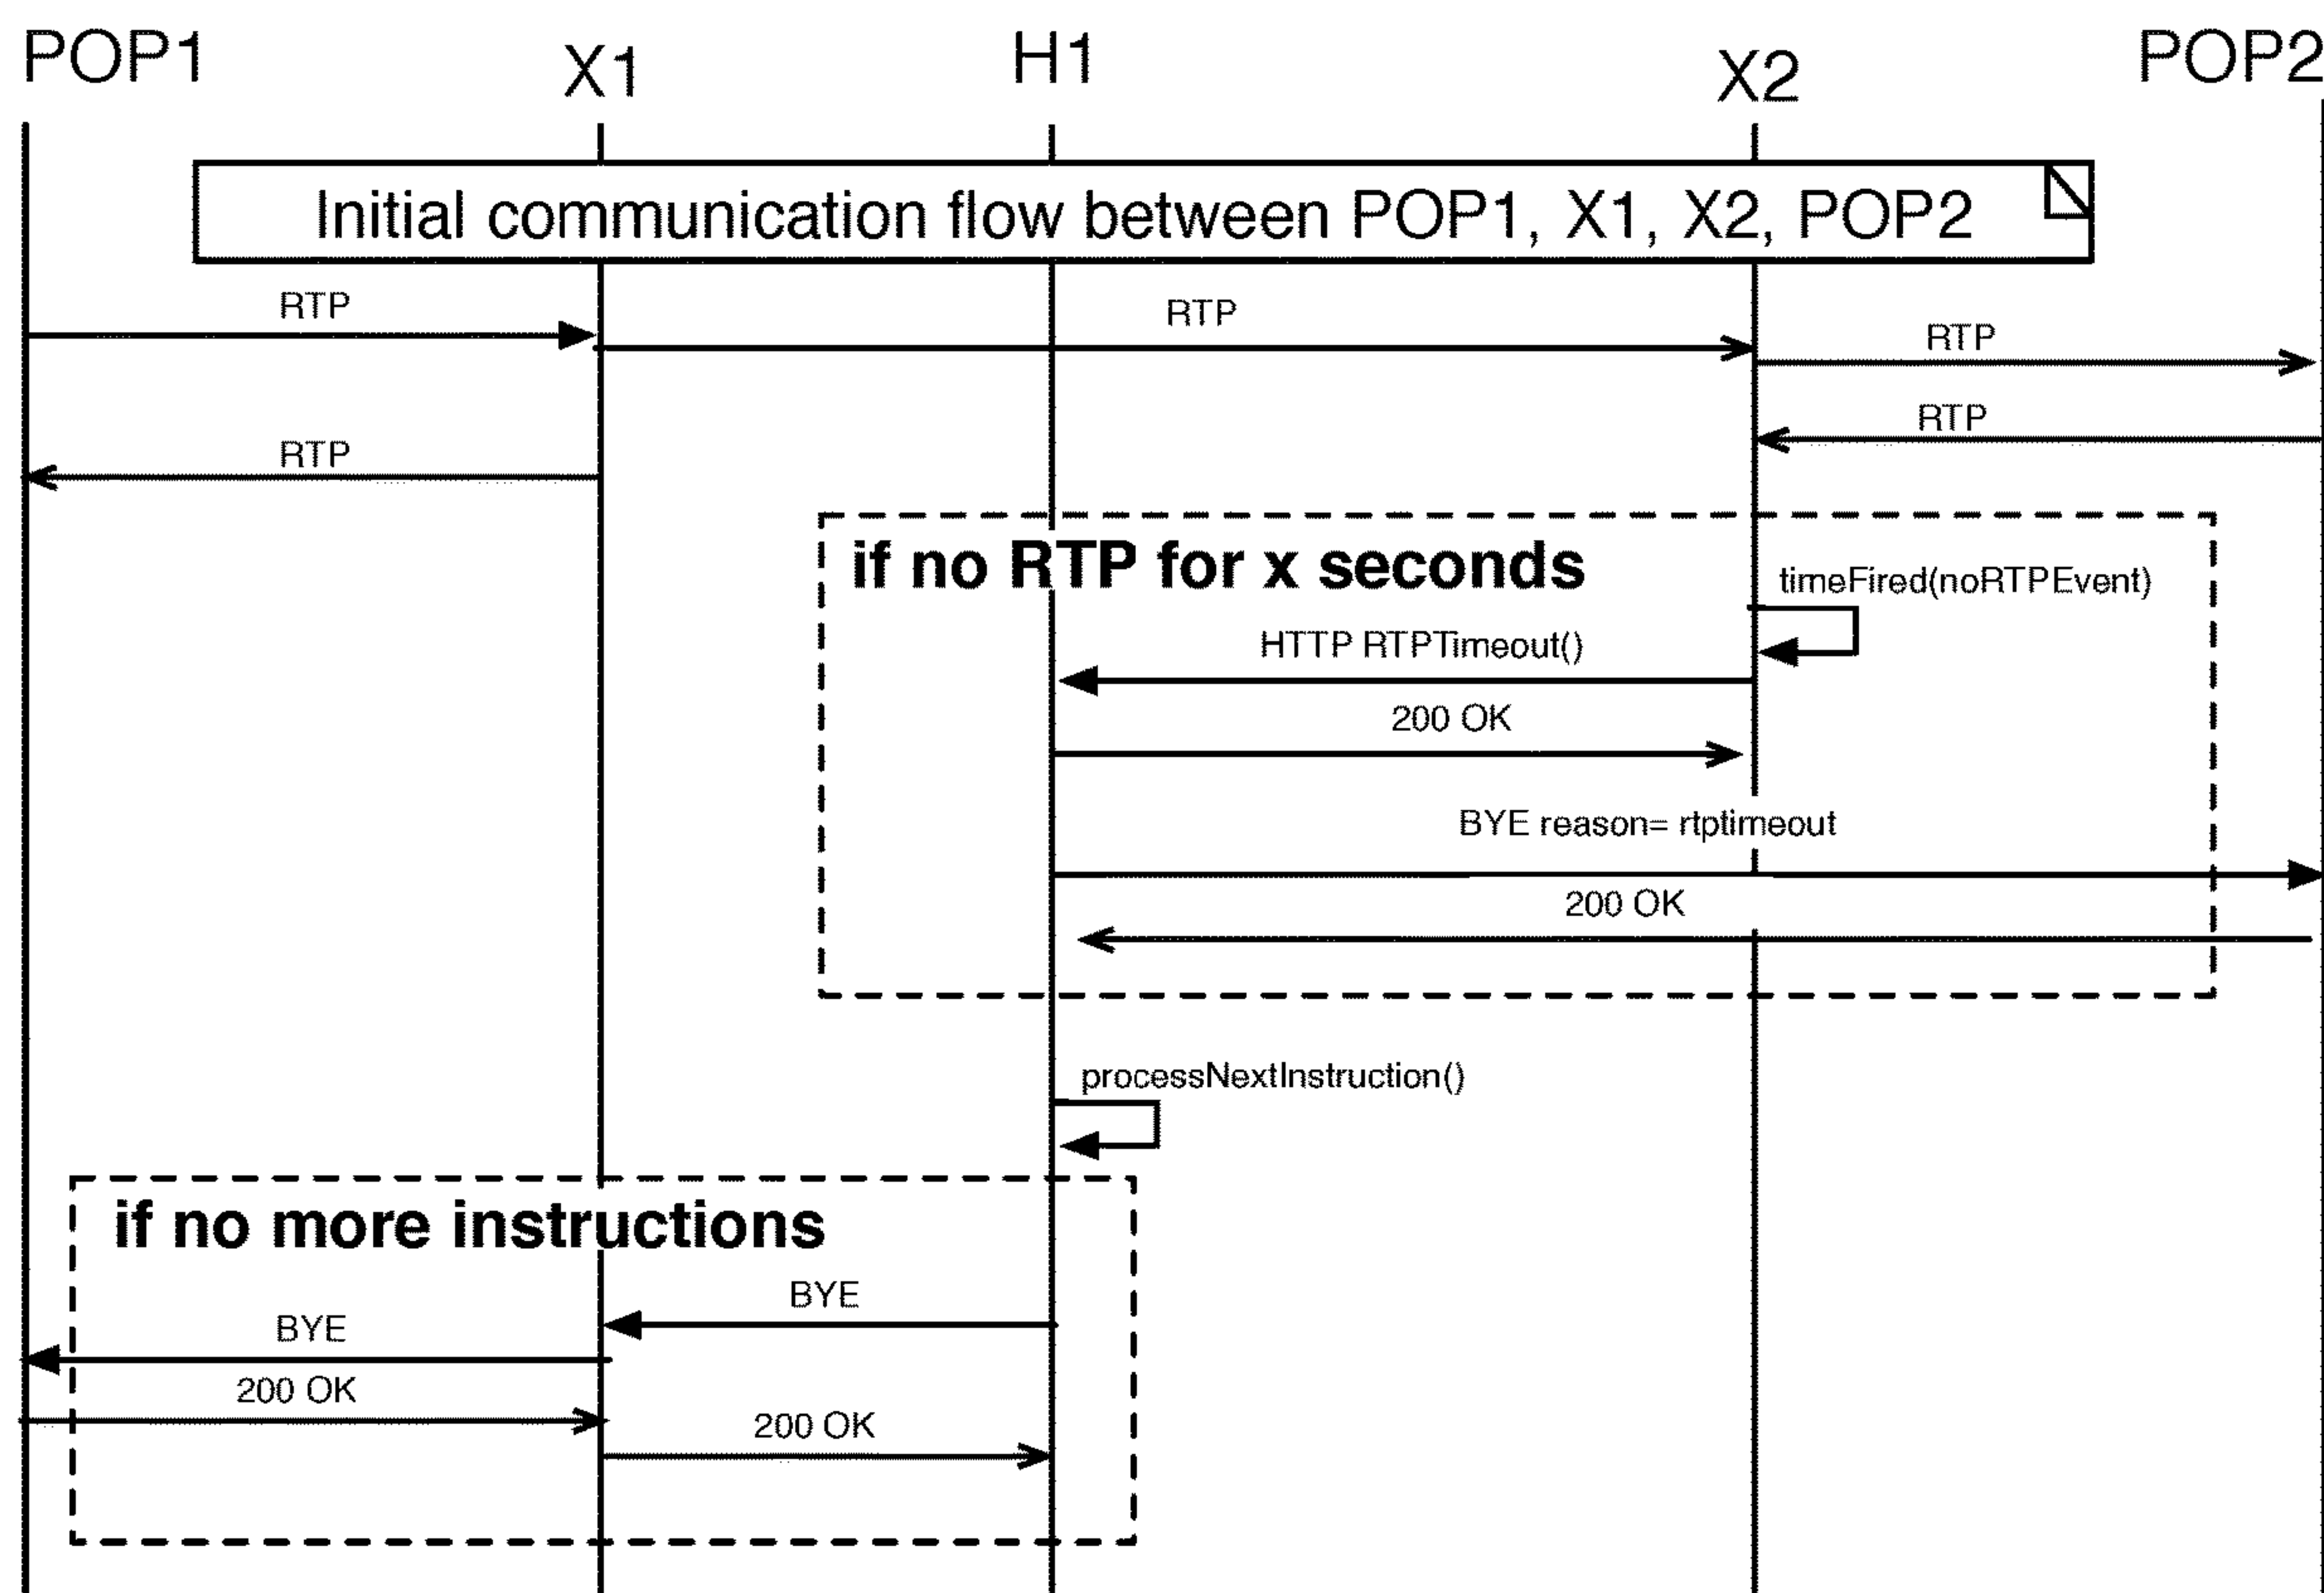 POP1
X1
H1
X2
POP2
Initial communication flow between POP1, X1, X2, POP2
RTP
RTP
RTP
RTP
RTP
if no RTP for x seconds
timeFired(noRTPEvent)
HTTP RTPTimeout()
200 OK
BYE reason= rtptimeout
200 OK
processNextInstruction()
if no more instructions
BYE
BYE
200 OK
200 OK